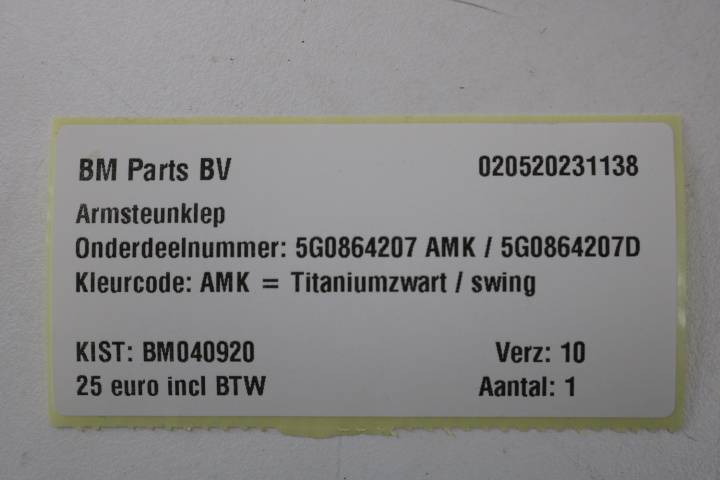 BM Parts BV 020520231138
Armsteunklep
Onderdeelnummer: 5G0864207 AMK / 5G0864207D
Kleurcode: AMK = Titaniumzwart / swing
KIST: BM040920 Verz: 10
25 euro incl BTW Aantal: 1